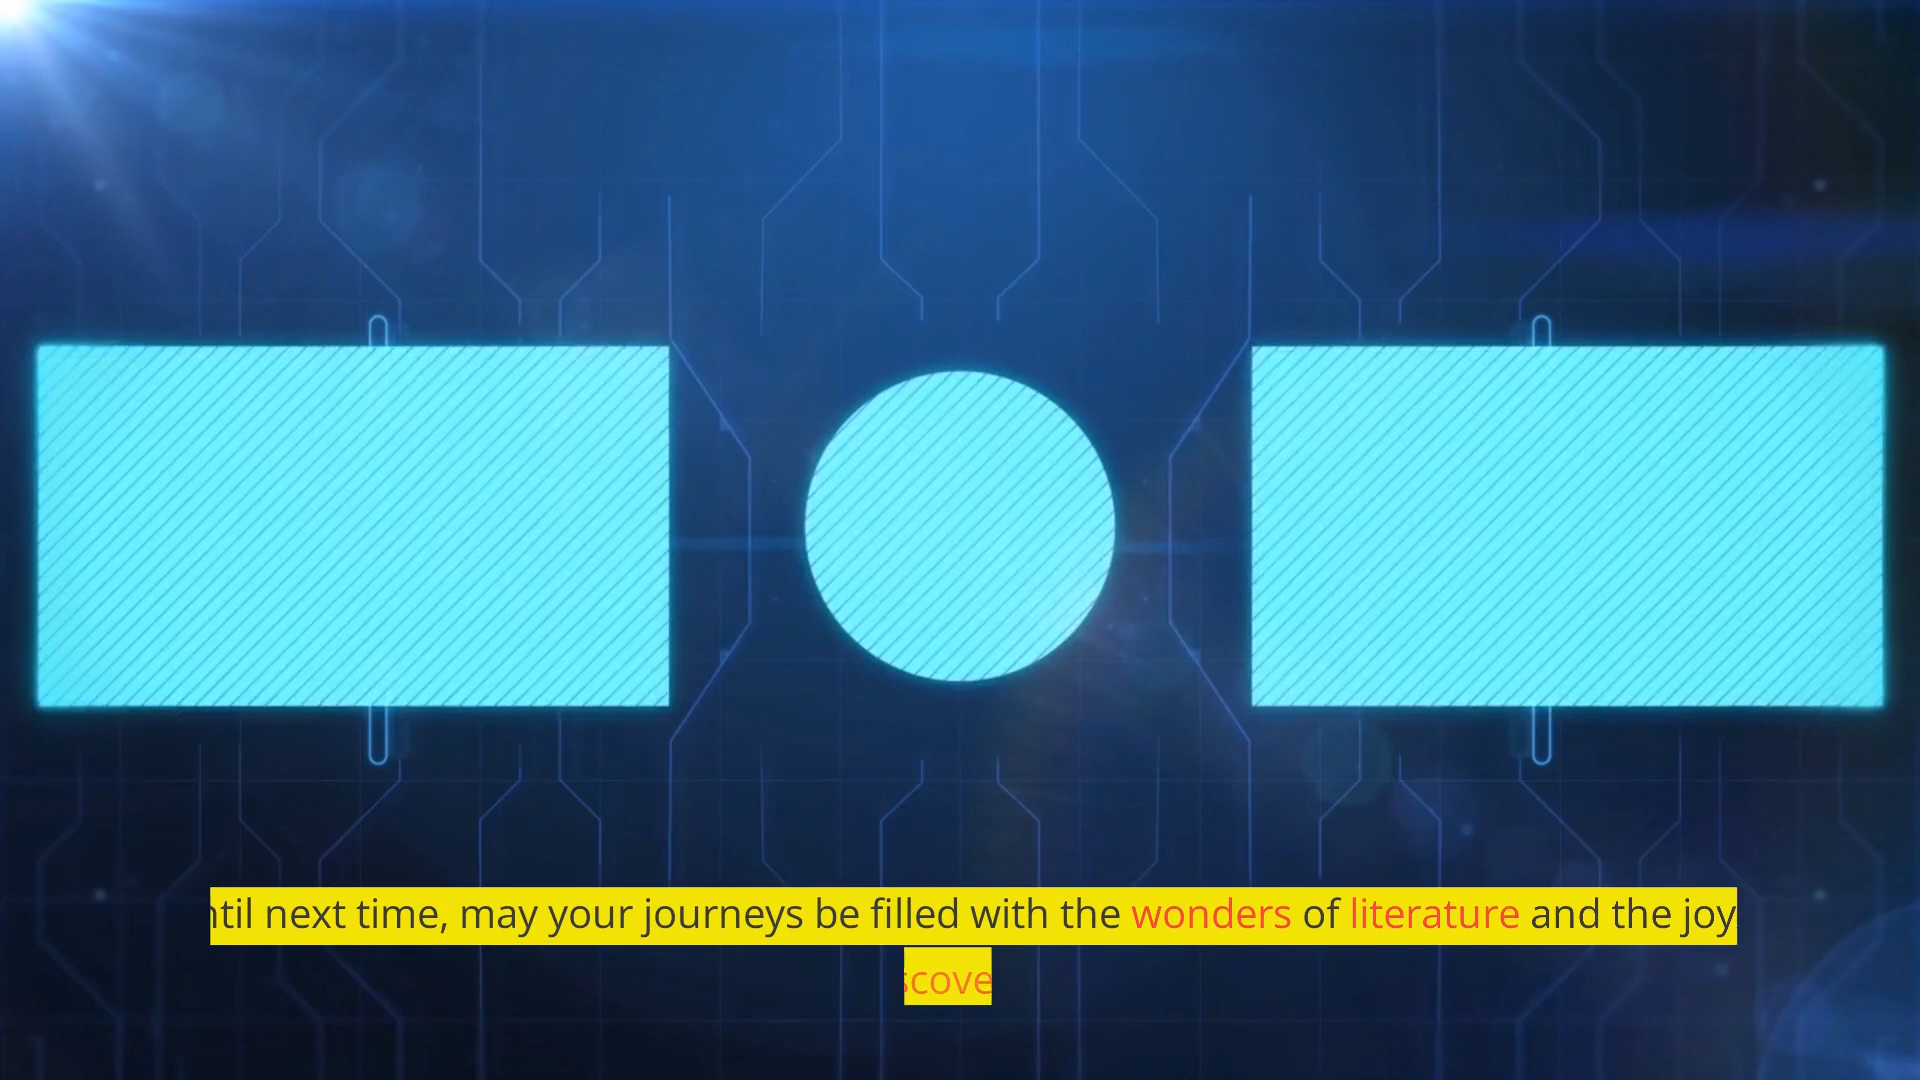 ntil next time, may your journeys be filled with the wonders of literature and the joy
scove